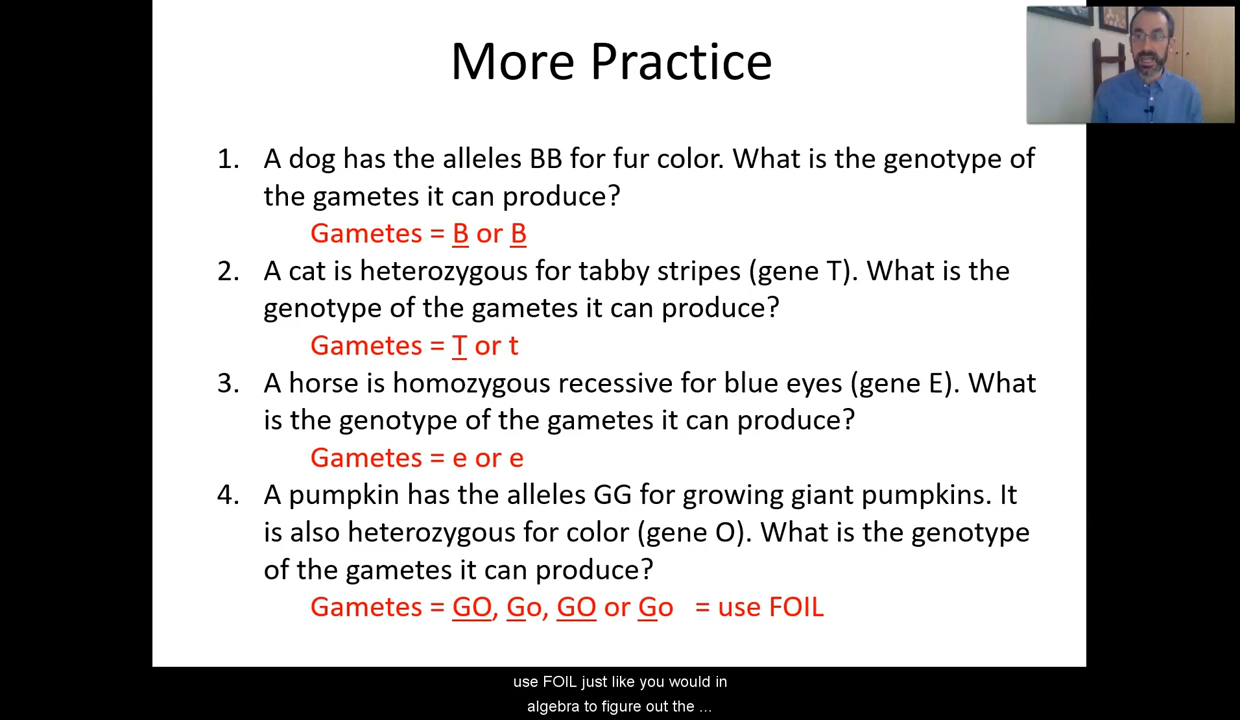 More Practice
1. A dog has the alleles BB for fur color. What is the genotype of
the gametes it can produce?
Gametes = B or B
2. A cat is heterozygous for tabby stripes (gene T). What is the
genotype of the gametes it can produce?
Gametes = T or t
3. A horse is homozygous recessive for blue eyes (gene E). What
is the genotype of the gametes it can produce?
Gametes = e or e
4. A pumpkin has the alleles GG for growing giant pumpkins. It
is also heterozygous for color (gene O). What is the genotype
of the gametes it can produce?
Gametes = GO, Go, GO or Go = use FOIL
use FOIL just like you would in
algebra to figure out the ...